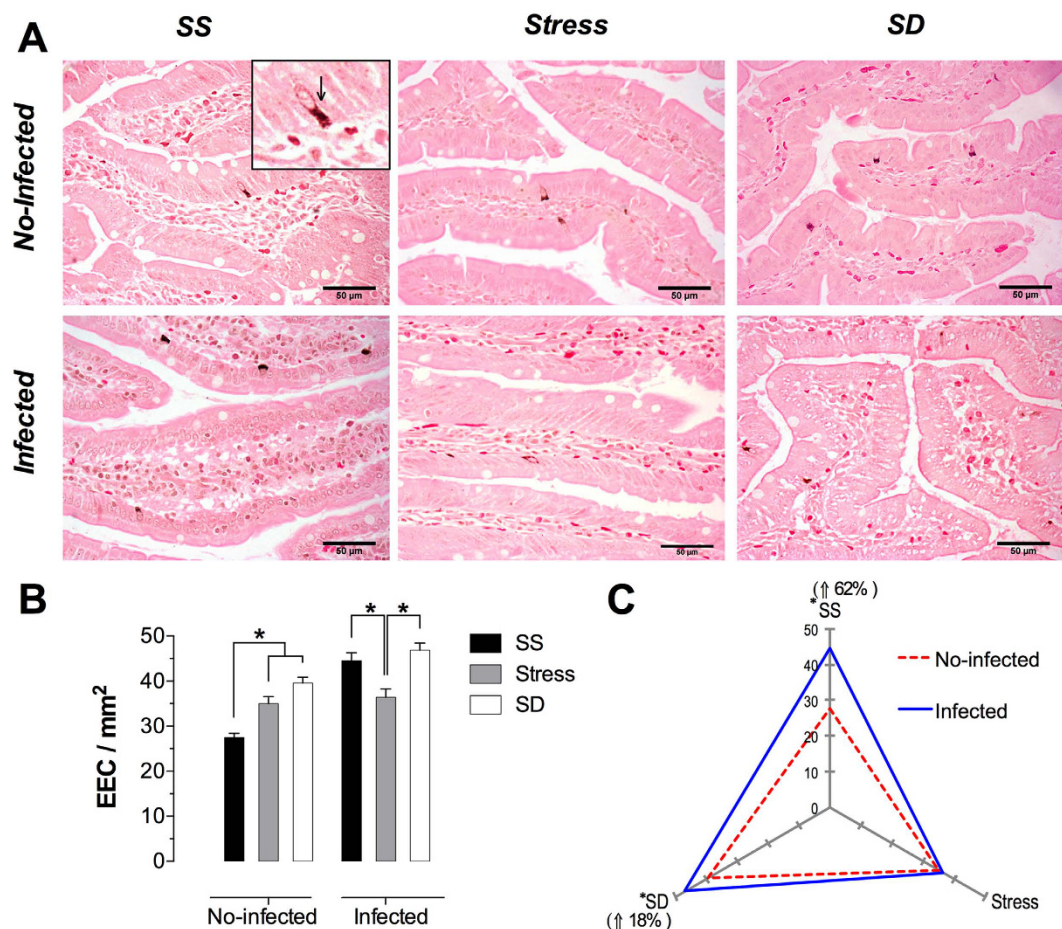 A
SS
Stress
SD
No-Infected
50 µm
50 µm
50 µm
Infected
50 µm
50 µm
50 µm
B
EEC / mm²
50
40
30
20
10
0
*
* *
No-infected
Infected
SS
Stress
SD
C
(⇑ 62%)
*SS
50
40
30
20
10
0
No-infected
Infected
*SD
(⇑ 18%)
Stress